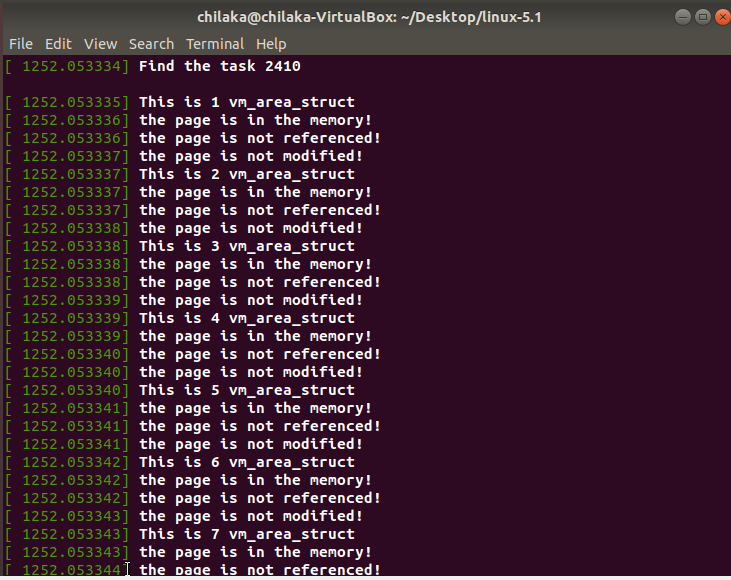 chilaka@chilaka-VirtualBox: ~/Desktop/linux-5.1
File Edit View Search Terminal Help
[ 1252.053334] Find the task 2410
[ 1252.053335] This is 1 vm_area_struct
[ 1252.053336] the page is in the memory!
[ 1252.053336] the page is not referenced!
[ 1252.053337] the page is not modified!
[ 1252.053337] This is 2 vm_area_struct
[ 1252.053337] the page is in the memory!
[ 1252.053337] the page is not referenced!
[ 1252.053338] the page is not modified!
[ 1252.053338] This is 3 vm_area_struct
[ 1252.053338] the page is in the memory!
[ 1252.053338] the page is not referenced!
[ 1252.053339] the page is not modified!
[ 1252.053339] This is 4 vm_area_struct
[ 1252.053339] the page is in the memory!
[ 1252.053340] the page is not referenced!
[ 1252.053340] the page is not modified!
[ 1252.053340] This is 5 vm_area_struct
[ 1252.053341] the page is in the memory!
[ 1252.053341] the page is not referenced!
[ 1252.053341] the page is not modified!
[ 1252.053342] This is 6 vm_area_struct
[ 1252.053342] the page is in the memory!
[ 1252.053342] the page is not referenced!
[ 1252.053343] the page is not modified!
[ 1252.053343] This is 7 vm_area_struct
[ 1252.053343] the page is in the memory!
[ 1252.053344] the page is not referenced!